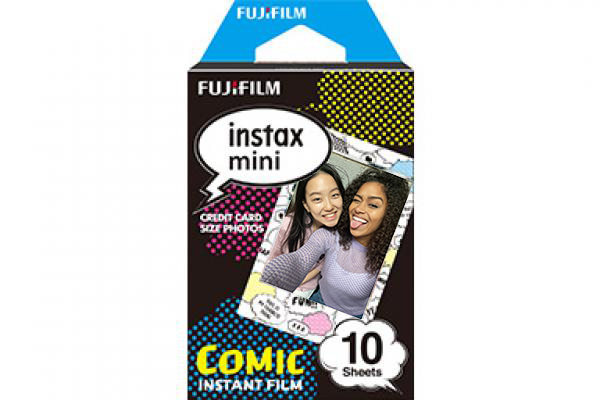 FUJIFILM
FUJIFILM
instax
mini
CREDIT CARD
SIZE PHOTOS
COMIC
INSTANT FILM
10
Sheets